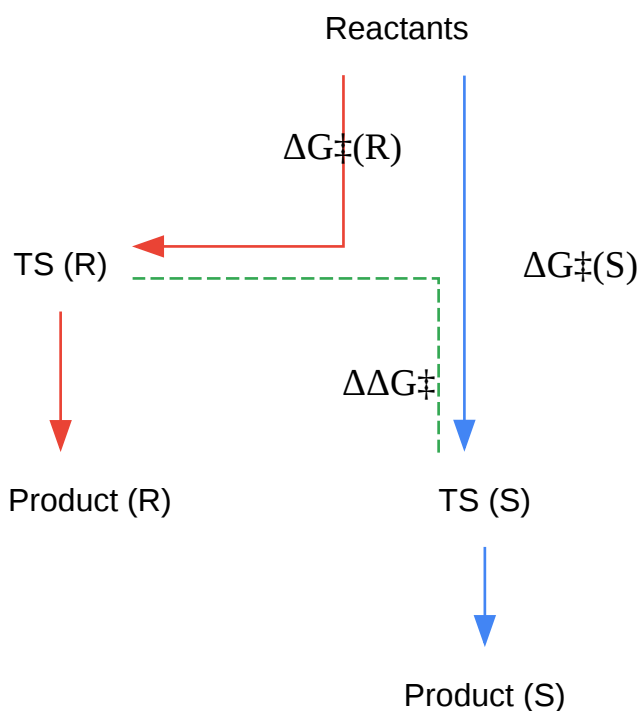 Reactants
ΔG‡(R)
TS (R)
ΔG‡(S)
ΔΔG‡
Product (R)
TS (S)
Product (S)